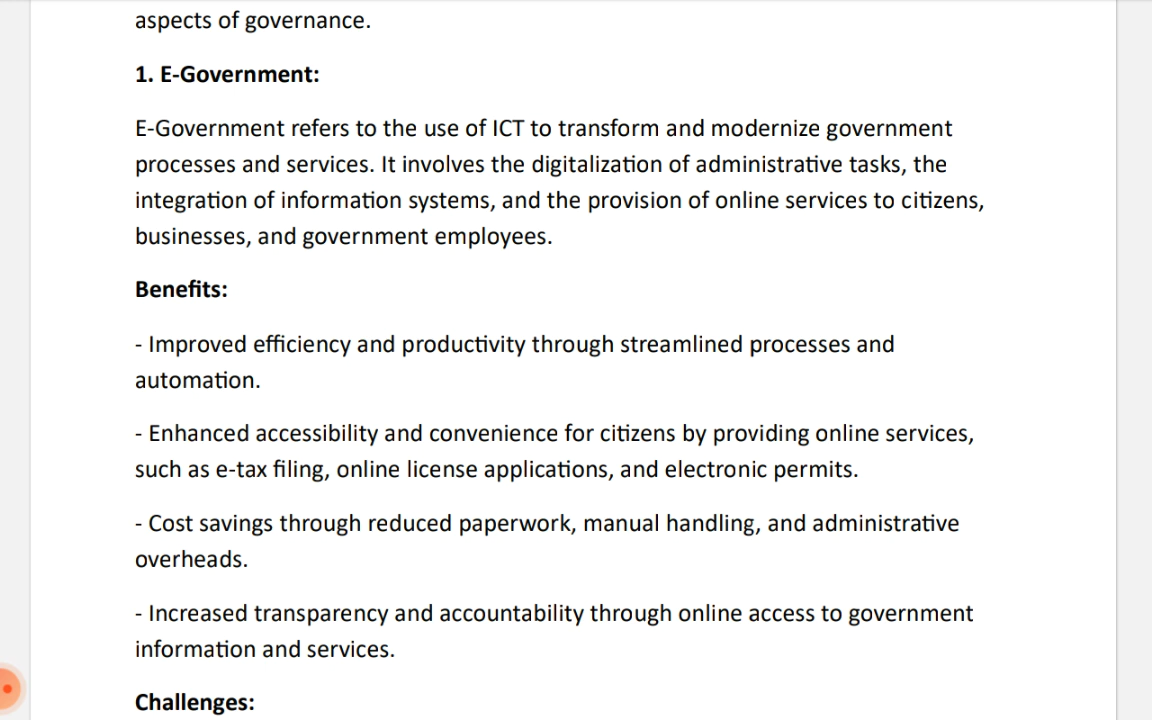 aspects of governance.
1. E-Government:
E-Government refers to the use of ICT to transform and modernize government
processes and services. It involves the digitalization of administrative tasks, the
integration of information systems, and the provision of online services to citizens,
businesses, and government employees.
Benefits:
- Improved efficiency and productivity through streamlined processes and
automation.
- Enhanced accessibility and convenience for citizens by providing online services,
such as e-tax filing, online license applications, and electronic permits.
- Cost savings through reduced paperwork, manual handling, and administrative
overheads.
- Increased transparency and accountability through online access to government
information and services.
Challenges: